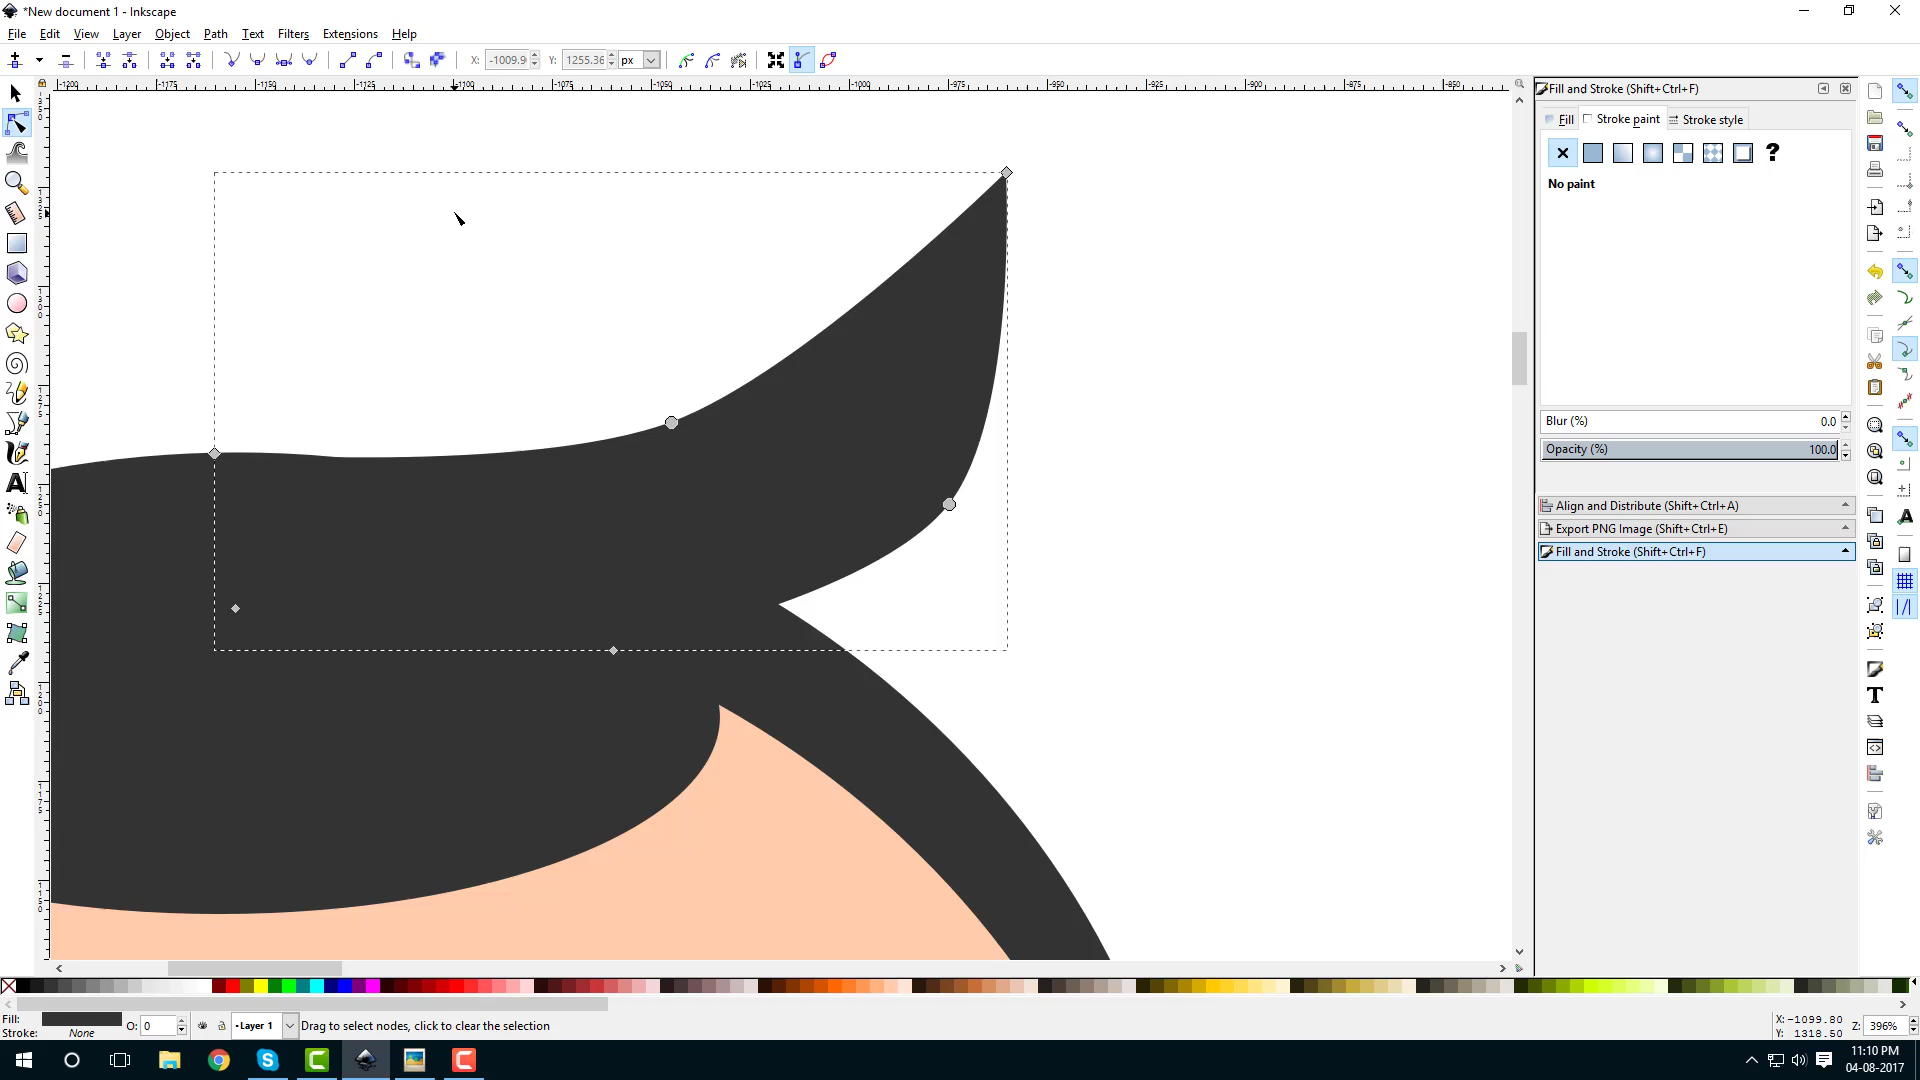 *New document 1 - Inkscape
File Edit View Layer Object Path Text Filters Extensions Help
X: -1009.9 Y: 1255.36 px
Fill and Stroke (Shift+Ctrl+F)
Fill Stroke paint Stroke style
No paint
Blur (%) 0.0
Opacity (%) 100.0
Align and Distribute (Shift+Ctrl+A)
Export PNG Image (Shift+Ctrl+E)
Fill and Stroke (Shift+Ctrl+F)
Fill:
Stroke: None
O: 0
Layer 1
Drag to select nodes, click to clear the selection
X: -1099.80
Y: 1318.50
Z: 396%
11:10 PM
04-08-2017